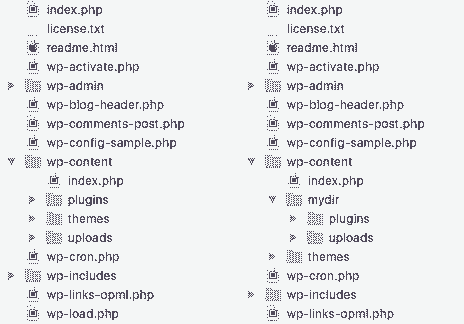 index.php
license.txt
readme.html
wp-activate.php
wp-admin
wp-blog-header.php
wp-comments-post.php
wp-config-sample.php
wp-content
index.php
plugins
themes
uploads
wp-cron.php
wp-includes
wp-links-opml.php
wp-load.php
index.php
license.txt
readme.html
wp-activate.php
wp-admin
wp-blog-header.php
wp-comments-post.php
wp-config-sample.php
wp-content
index.php
mydir
plugins
uploads
themes
wp-cron.php
wp-includes
wp-links-opml.php